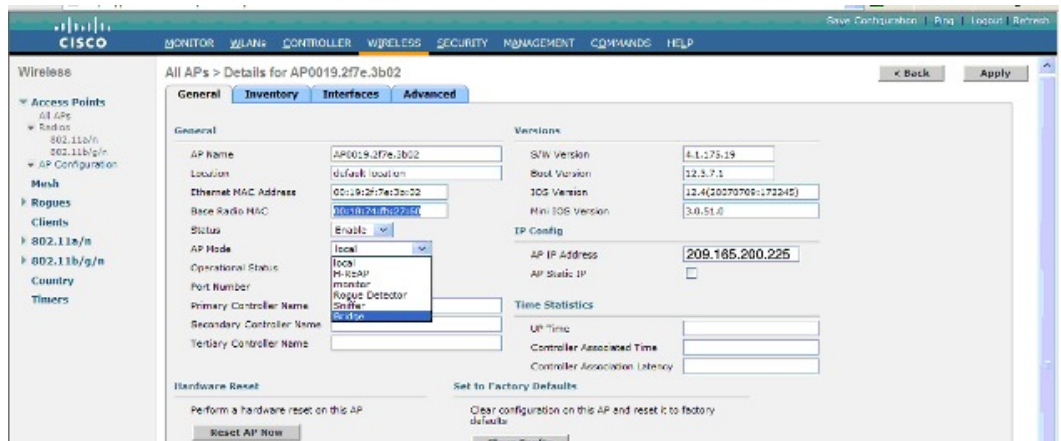 Save Configuration | Ping | Logout | Refresh
CISCO
MONITOR WLANs CONTROLLER WIRELESS SECURITY MANAGEMENT COMMANDS HELP
Wireless
Access Points
All APs
Radios
802.11a/n
802.11b/g/n
AP Configuration
Mesh
Rogues
Clients
802.11a/n
802.11b/g/n
Country
Timers
All APs > Details for AP0019.2f7e.3b02
< Back Apply
General Inventory Interfaces Advanced
General
AP Name AP0019.2f7e.3b02
Location default location
Ethernet MAC Address 00:19:2f:7e:3b:02
Base Radio MAC
Status Enable
AP Mode local
local
H-REAP
monitor
Rogue Detector
Sniffer
Bridge
Operational Status
Port Number
Primary Controller Name
Secondary Controller Name
Tertiary Controller Name
Versions
S/W Version 4.1.175.19
Boot Version 12.3.7.1
IOS Version 12.4(20070709:172245)
Mini IOS Version 3.0.51.0
IP Config
AP IP Address 209.165.200.225
AP Static IP
Time Statistics
UP Time
Controller Associated Time
Controller Association Latency
Hardware Reset
Perform a hardware reset on this AP
Reset AP Now
Set to Factory Defaults
Clear configuration on this AP and reset it to factory
defaults